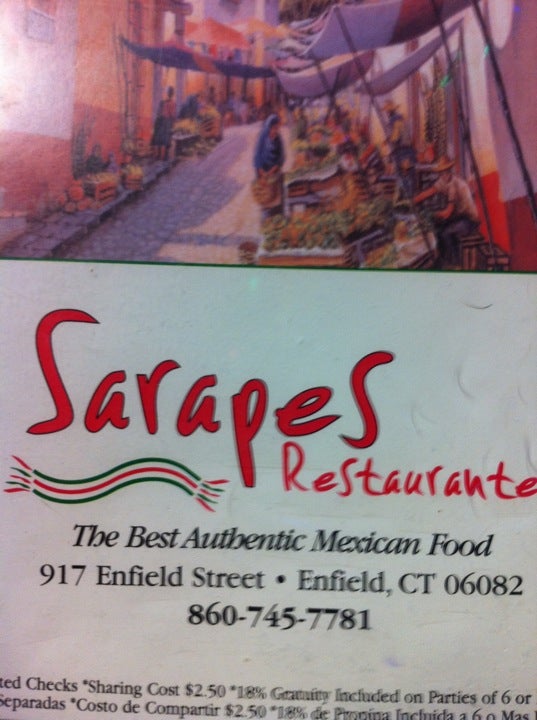 Sarapes
Restaurante
The Best Authentic Mexican Food
917 Enfield Street • Enfield, CT 06082
860-745-7781
ted Checks *Sharing Cost $2.50 *18% Gratuity Included on Parties of 6 or
Separadas *Costo de Compartir $2.50 *18% de Propina Incluida a 6 o Mas